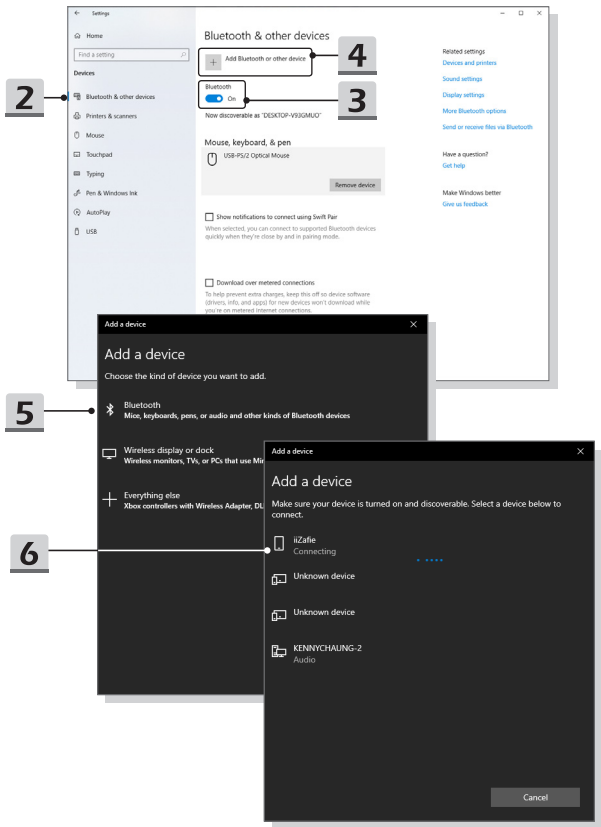 Settings
Home
Find a setting
Devices
Bluetooth & other devices
Printers & scanners
Mouse
Touchpad
Typing
Pen & Windows Ink
AutoPlay
USB
2
Bluetooth & other devices
Add Bluetooth or other device
4
Bluetooth
On
3
Now discoverable as "DESKTOP-V93GMUO"
Mouse, keyboard, & pen
USB-PS/2 Optical Mouse
Remove device
Show notifications to connect using Swift Pair
When selected, you can connect to supported Bluetooth devices
quickly when they're close by and in pairing mode.
Download over metered connections
To help prevent extra charges, keep this off so device software
(drivers, info, and apps) for new devices won't download while
you're on metered Internet connections.
Related settings
Devices and printers
Sound settings
Display settings
More Bluetooth options
Send or receive files via Bluetooth
Have a question?
Get help
Make Windows better
Give us feedback
Add a device
Add a device
Choose the kind of device you want to add.
5
Bluetooth
Mice, keyboards, pens, or audio and other kinds of Bluetooth devices
Wireless display or dock
Wireless monitors, TVs, or PCs that use
Everything else
Xbox controllers with Wireless Adapter,
Add a device
Add a device
Make sure your device is turned on and discoverable. Select a device below to
connect.
6
iiZafie
Connecting
Unknown device
Unknown device
KENNYCHAUNG-2
Audio
Cancel